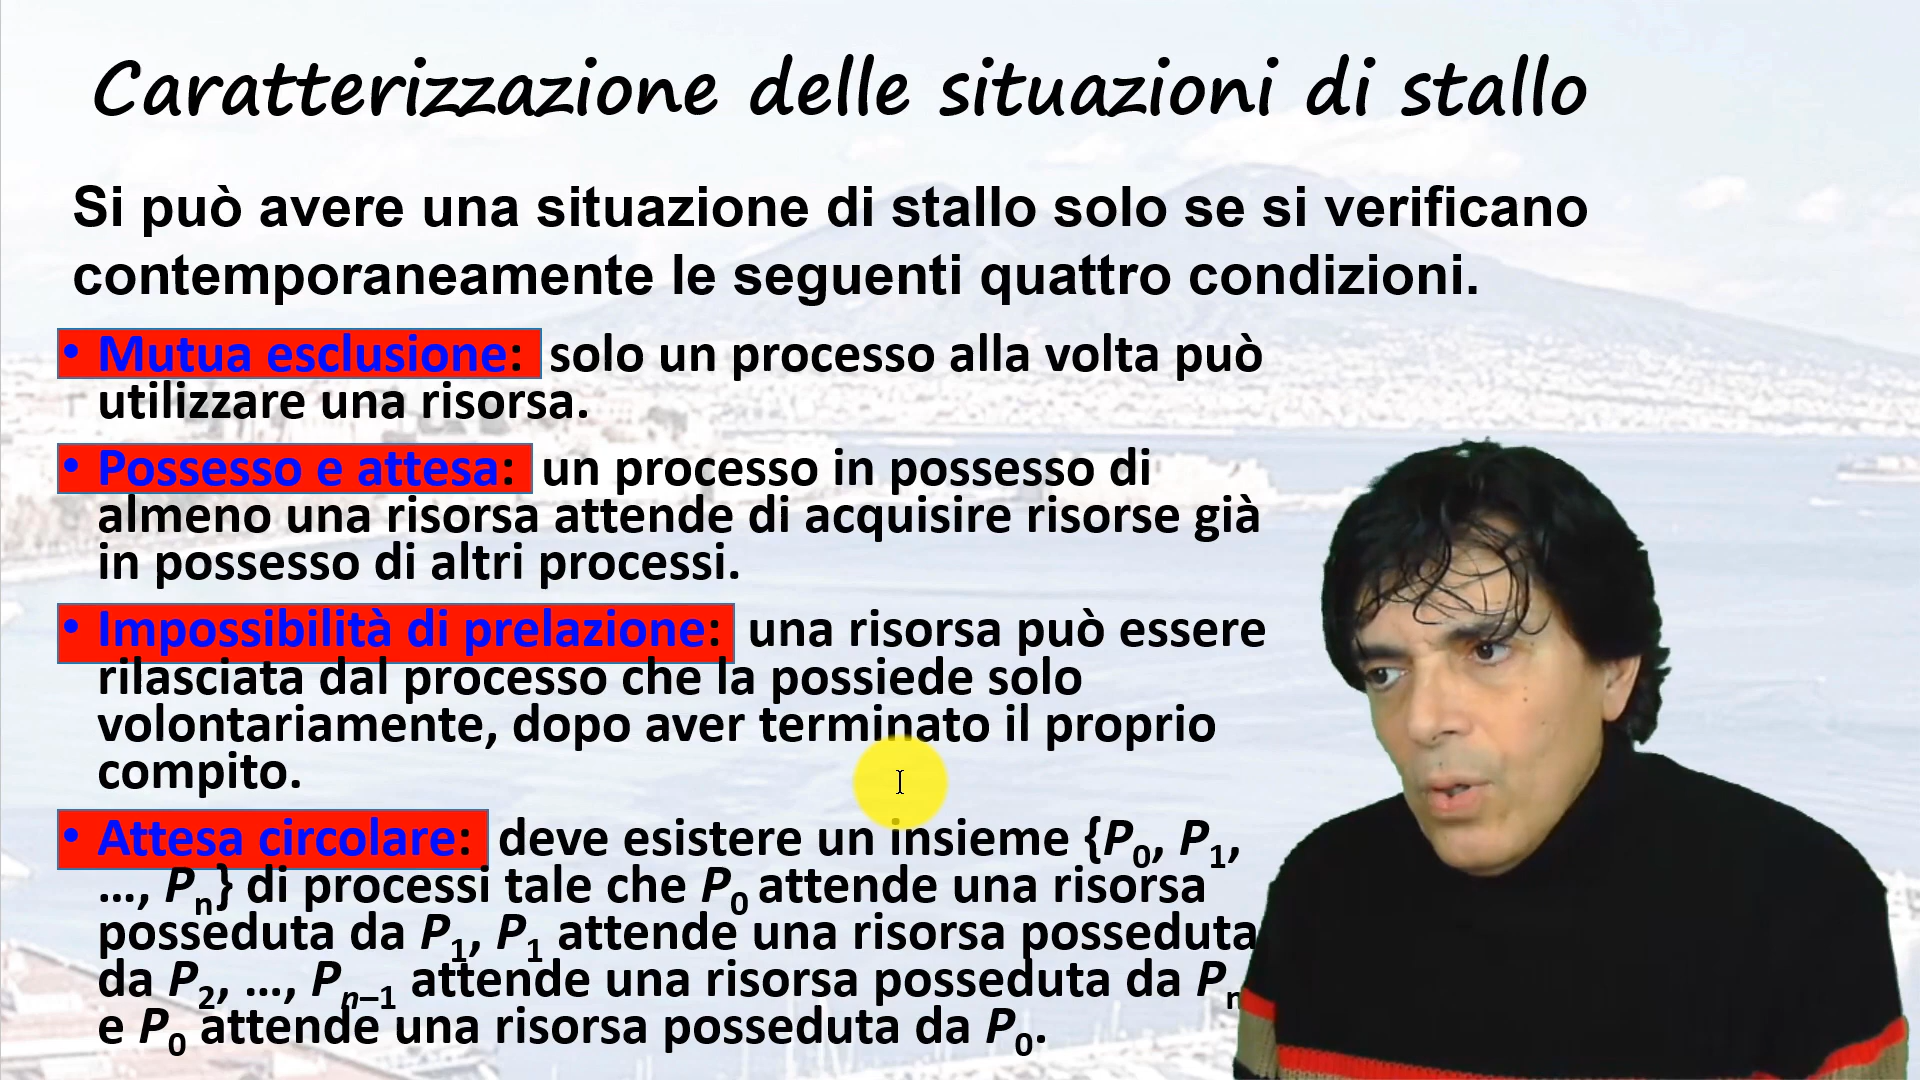 Caratterizzazione delle situazioni di stallo
Si può avere una situazione di stallo solo se si verificano
contemporaneamente le seguenti quattro condizioni.
• Mutua esclusione: solo un processo alla volta può
utilizzare una risorsa.
• Possesso e attesa: un processo in possesso di
almeno una risorsa attende di acquisire risorse già
in possesso di altri processi.
• Impossibilità di prelazione: una risorsa può essere
rilasciata dal processo che la possiede solo
volontariamente, dopo aver terminato il proprio
compito.
• Attesa circolare: deve esistere un insieme {P0, P1,
…, Pn} di processi tale che P0 attende una risorsa
posseduta da P1, P1 attende una risorsa posseduta
da P2, …, Pn–1 attende una risorsa posseduta da Pn
e P0 attende una risorsa posseduta da P0.